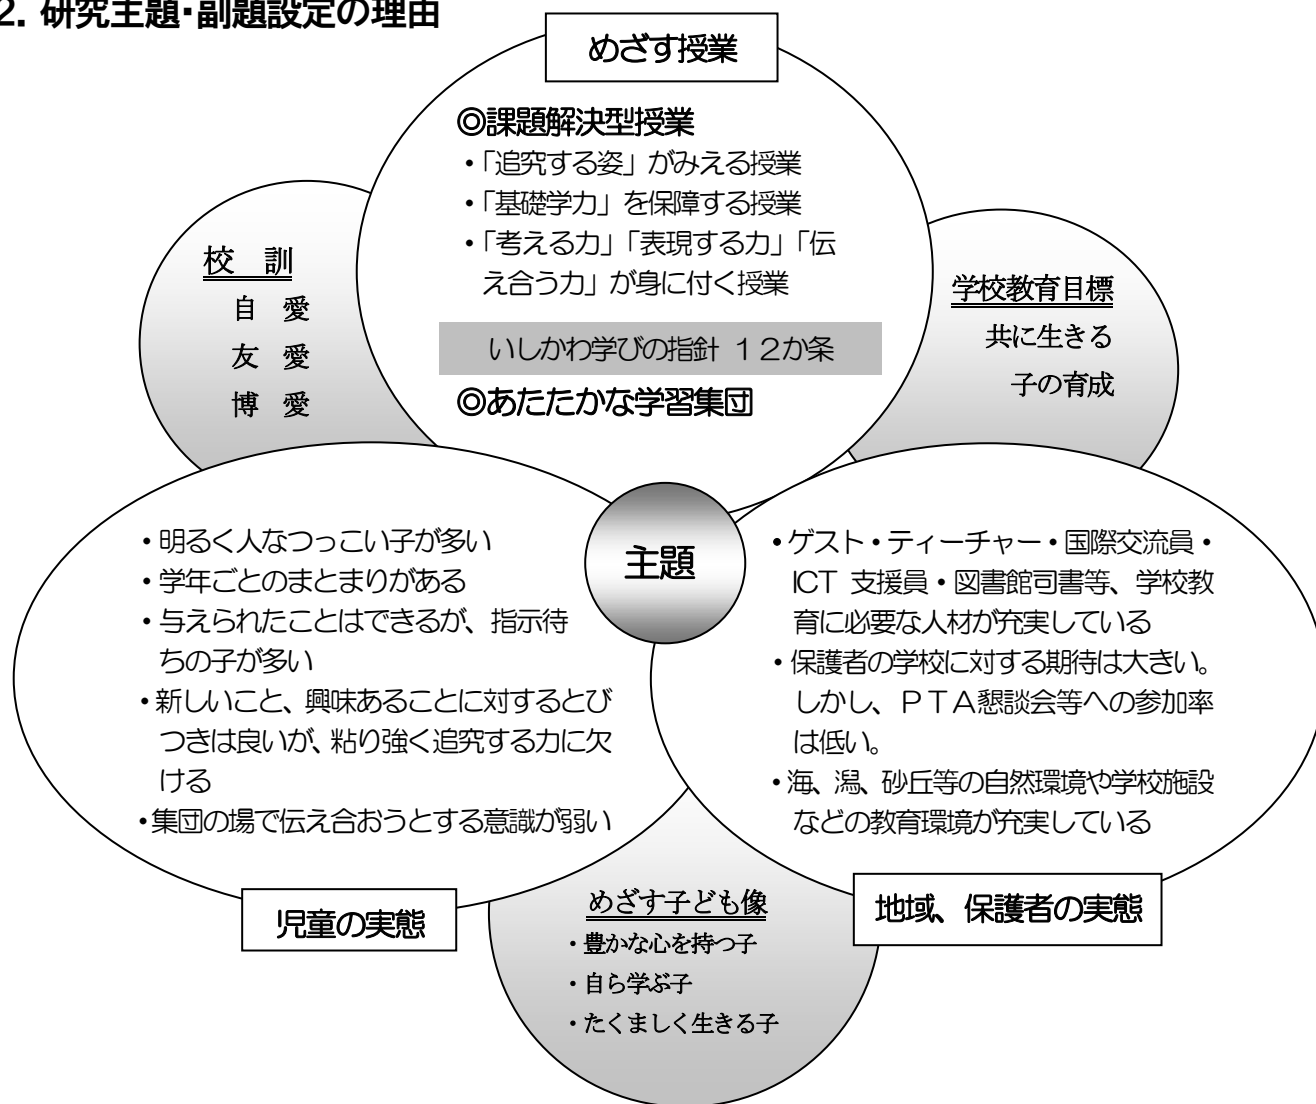 2. 研究主題・副題設定の理由
めざす授業
◎課題解決型授業
・「追究する姿」がみえる授業
・「基礎学力」を保障する授業
・「考える力」「表現する力」「伝
え合う力」が身に付く授業
いしかわ学びの指針 １２か条
◎あたたかな学習集団
校 訓
自 愛
友 愛
博 愛
学校教育目標
共に生きる
子の育成
主題
・明るく人なつっこい子が多い
・学年ごとのまとまりがある
・与えられたことはできるが、指示待
ちの子が多い
・新しいこと、興味あることに対するとび
つきは良いが、粘り強く追究する力に欠
ける
・集団の場で伝え合おうとする意識が弱い
児童の実態
・ゲスト・ティーチャー・国際交流員・
ICT 支援員・図書館司書等、学校教
育に必要な人材が充実している
・保護者の学校に対する期待は大きい。
しかし、ＰＴＡ懇談会等への参加率
は低い。
・海、潟、砂丘等の自然環境や学校施設
などの教育環境が充実している
地域、保護者の実態
めざす子ども像
・豊かな心を持つ子
・自ら学ぶ子
・たくましく生きる子